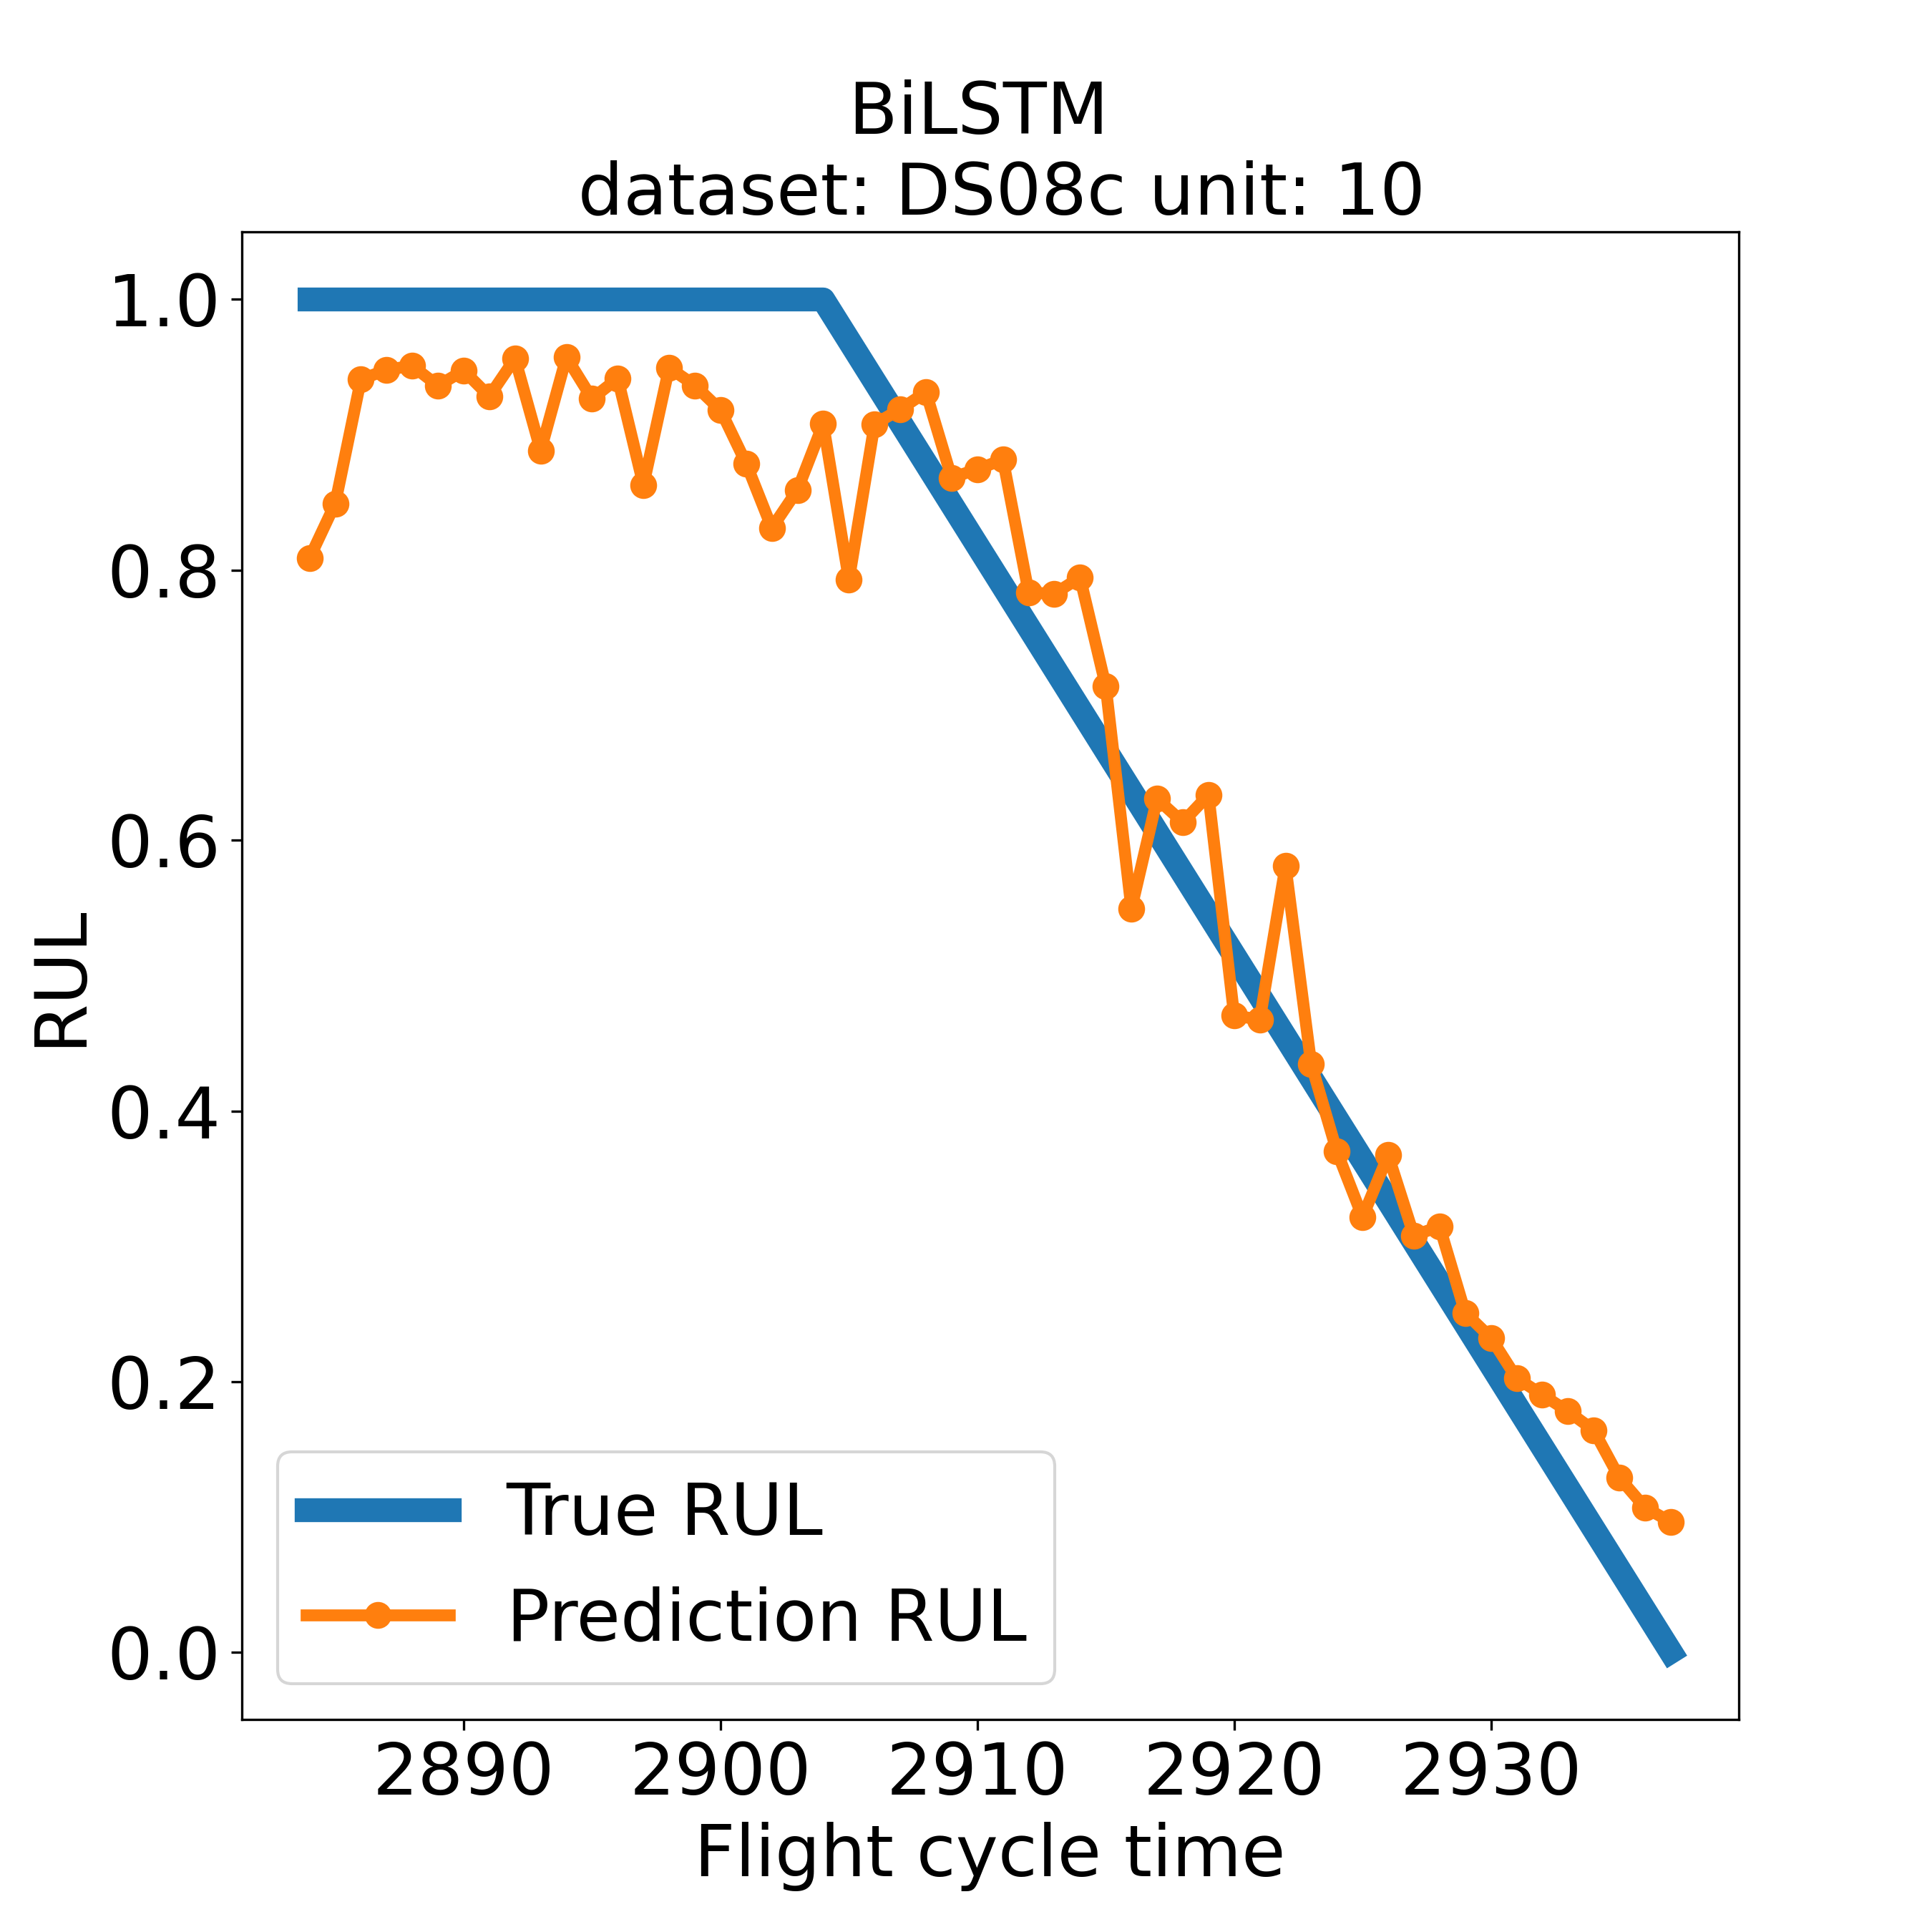 BiLSTM
dataset: DS08c unit: 10
1.0
0.8
0.6
0.4
0.2
0.0
RUL
True RUL
Prediction RUL
2890 2900 2910 2920 2930
Flight cycle time